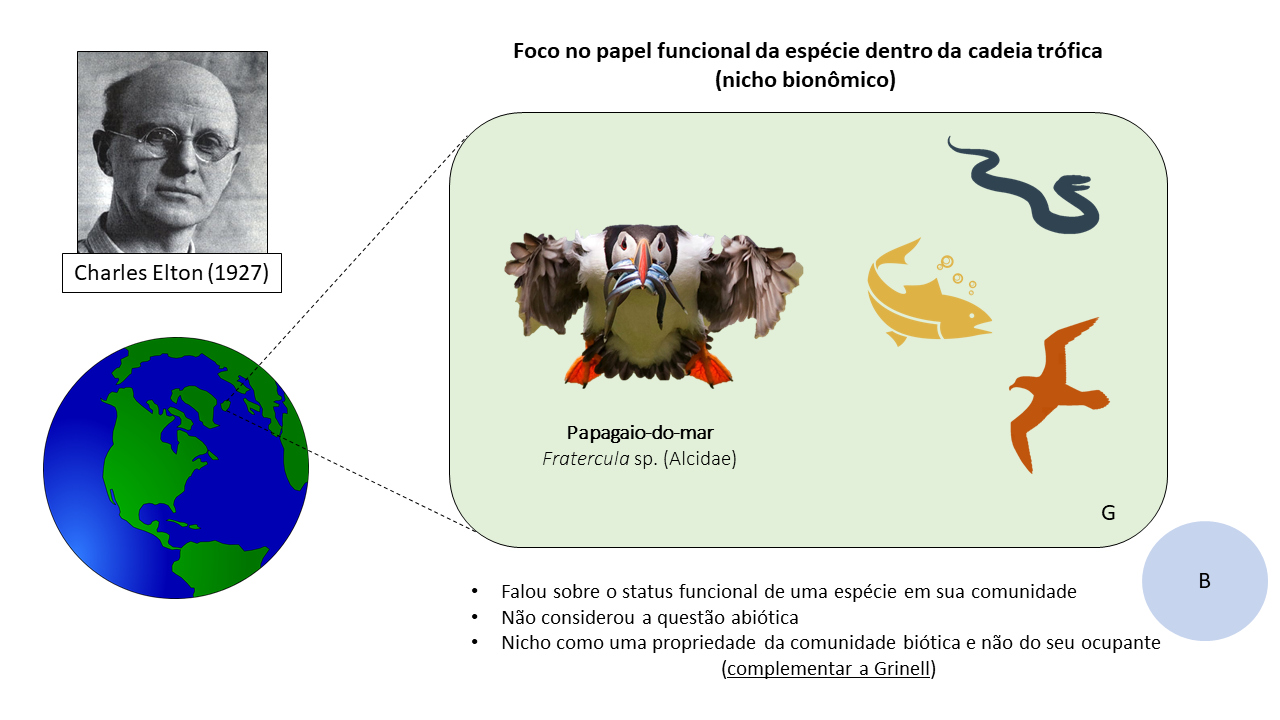 Foco no papel funcional da espécie dentro da cadeia trófica
(nicho bionômico)
Charles Elton (1927)
Papagaio-do-mar
Fratercula sp. (Alcidae)
G
B
• Falou sobre o status funcional de uma espécie em sua comunidade
• Não considerou a questão abiótica
• Nicho como uma propriedade da comunidade biótica e não do seu ocupante
(complementar a Grinell)